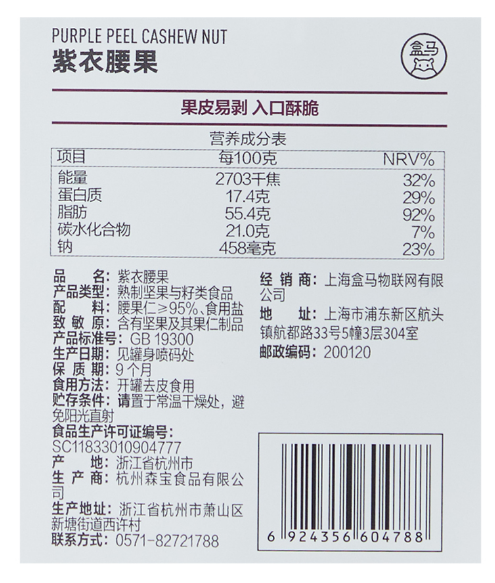 PURPLE PEEL CASHEW NUT
紫衣腰果
盒马
果皮易剥 入口酥脆
营养成分表
项目 每100克 NRV%
能量 2703千焦 32%
蛋白质 17.4克 29%
脂肪 55.4克 92%
碳水化合物 21.0克 7%
钠 458毫克 23%
品名：紫衣腰果
产品类型：熟制坚果与籽类食品
配料：腰果仁≥95%、食用盐
致敏原：含有坚果及其果仁制品
产品标准号：GB 19300
生产日期：见罐身喷码处
保质期：9个月
食用方法：开罐去皮食用
贮存条件：请置于常温干燥处，避
免阳光直射
食品生产许可证编号：
SC11833010904777
产地：浙江省杭州市
生产商：杭州森宝食品有限公
司
生产地址：浙江省杭州市萧山区
新塘街道西许村
联系方式：0571-82721788
经销商：上海盒马物联网有限
公司
地址：上海市浦东新区航头
镇航都路33号5幢3层304室
邮政编码：200120
6 924356 604788